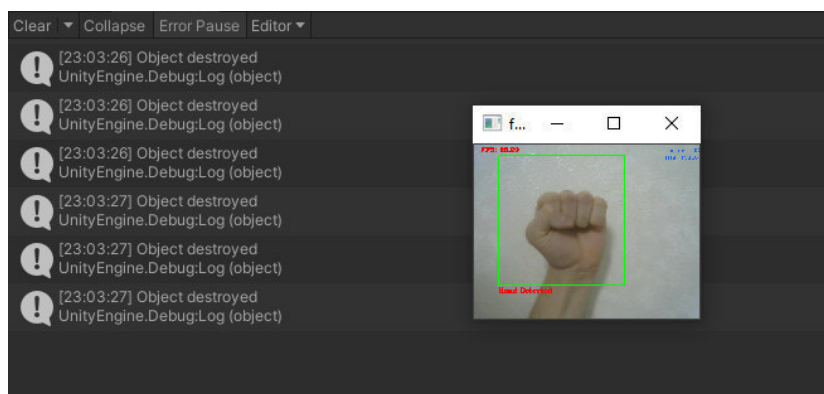 Clear Collapse Error Pause Editor
[23:03:26] Object destroyed
UnityEngine.Debug:Log (object)
[23:03:26] Object destroyed
UnityEngine.Debug:Log (object)
[23:03:26] Object destroyed
UnityEngine.Debug:Log (object)
[23:03:27] Object destroyed
UnityEngine.Debug:Log (object)
[23:03:27] Object destroyed
UnityEngine.Debug:Log (object)
[23:03:27] Object destroyed
UnityEngine.Debug:Log (object)
f...
FPS:
Hand Detected